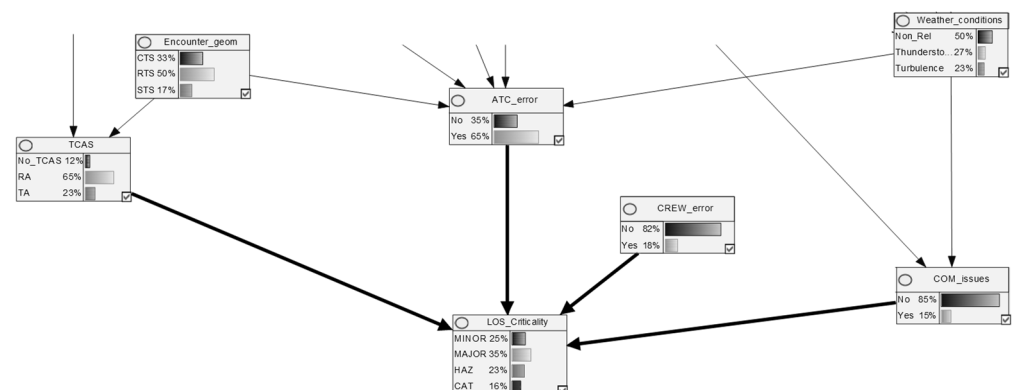 Weather_conditions
Non_Rel 50%
Thundersto... 27%
Turbulence 23%
Encounter_geom
CTS 33%
RTS 50%
STS 17%
ATC_error
No 35%
Yes 65%
TCAS
No_TCAS 12%
RA 65%
TA 23%
CREW_error
No 82%
Yes 18%
COM_issues
No 85%
Yes 15%
LOS_Criticality
MINOR 25%
MAJOR 35%
HAZ 23%
CAT 16%